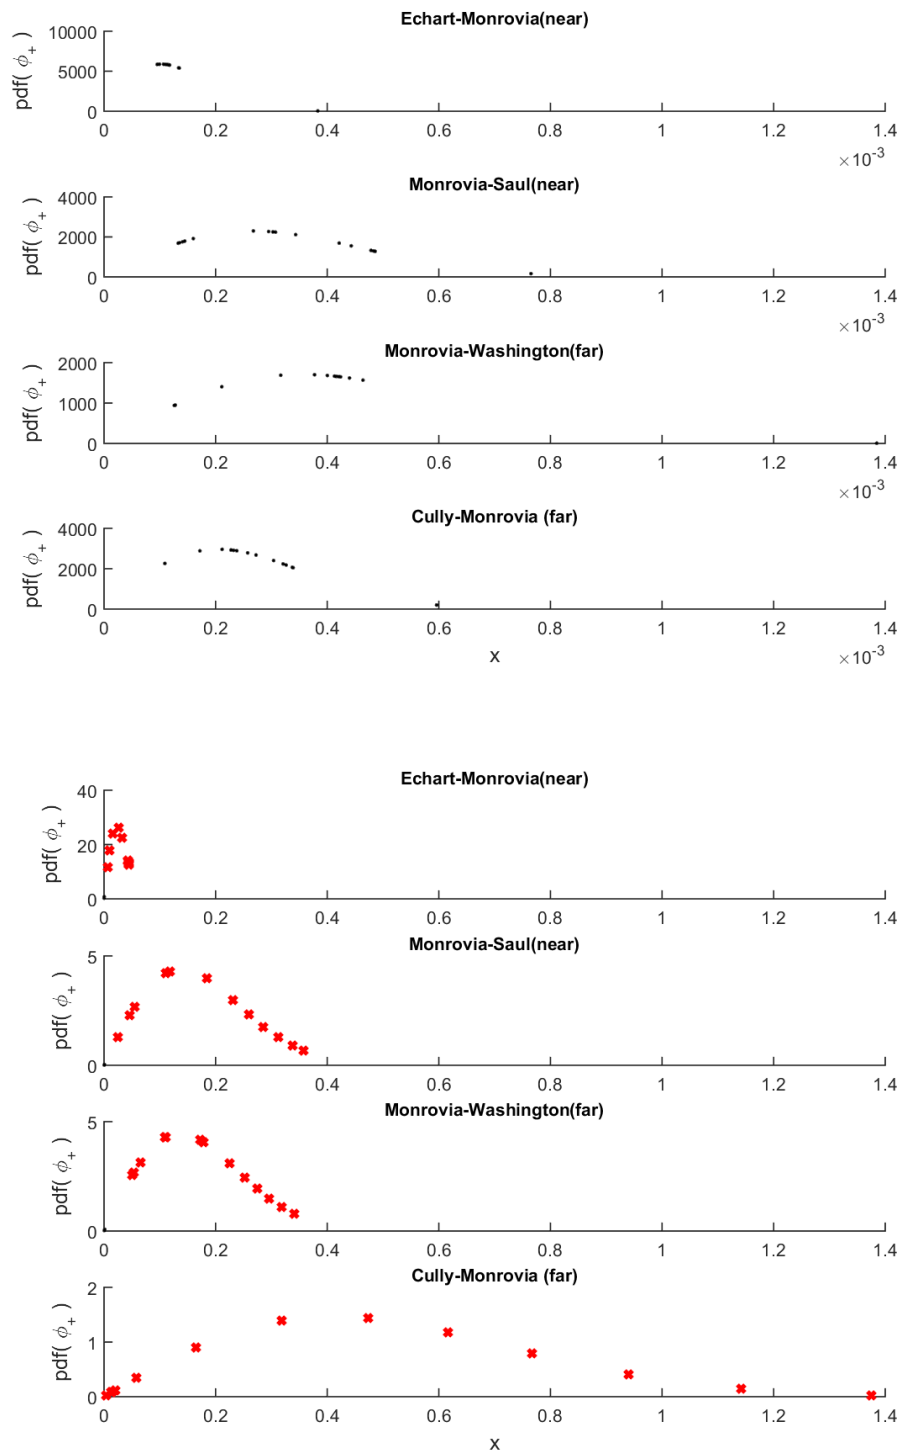 Echart-Monrovia(near)
pdf( ϕ+ )
10000
5000
0
0 0.2 0.4 0.6 0.8 1 1.2 1.4
×10-3
Monrovia-Saul(near)
pdf( ϕ+ )
4000
2000
0
0 0.2 0.4 0.6 0.8 1 1.2 1.4
×10-3
Monrovia-Washington(far)
pdf( ϕ+ )
2000
1000
0
0 0.2 0.4 0.6 0.8 1 1.2 1.4
×10-3
Cully-Monrovia (far)
pdf( ϕ+ )
4000
2000
0
0 0.2 0.4 0.6 0.8 1 1.2 1.4
x
×10-3
Echart-Monrovia(near)
pdf( ϕ+ )
40
20
0
0 0.2 0.4 0.6 0.8 1 1.2 1.4
Monrovia-Saul(near)
pdf( ϕ+ )
5
0
0 0.2 0.4 0.6 0.8 1 1.2 1.4
Monrovia-Washington(far)
pdf( ϕ+ )
5
0
0 0.2 0.4 0.6 0.8 1 1.2 1.4
Cully-Monrovia (far)
pdf( ϕ+ )
2
1
0
0 0.2 0.4 0.6 0.8 1 1.2 1.4
x